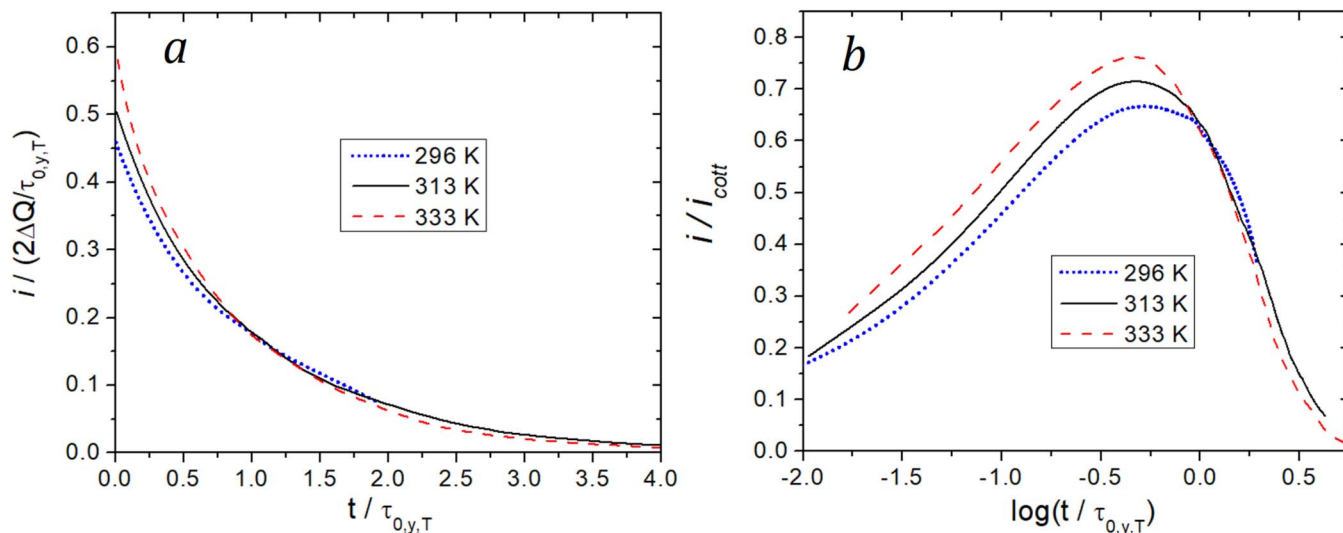 a
0.6
0.5
0.4
0.3
0.2
0.1
0.0
i / (2ΔQ/τ0,y,T)
296 K
313 K
333 K
0.0 0.5 1.0 1.5 2.0 2.5 3.0 3.5 4.0
t / τ0,y,T
b
0.8
0.7
0.6
0.5
0.4
0.3
0.2
0.1
0.0
i / icott
296 K
313 K
333 K
-2.0 -1.5 -1.0 -0.5 0.0 0.5
log(t / τ0,y,T)